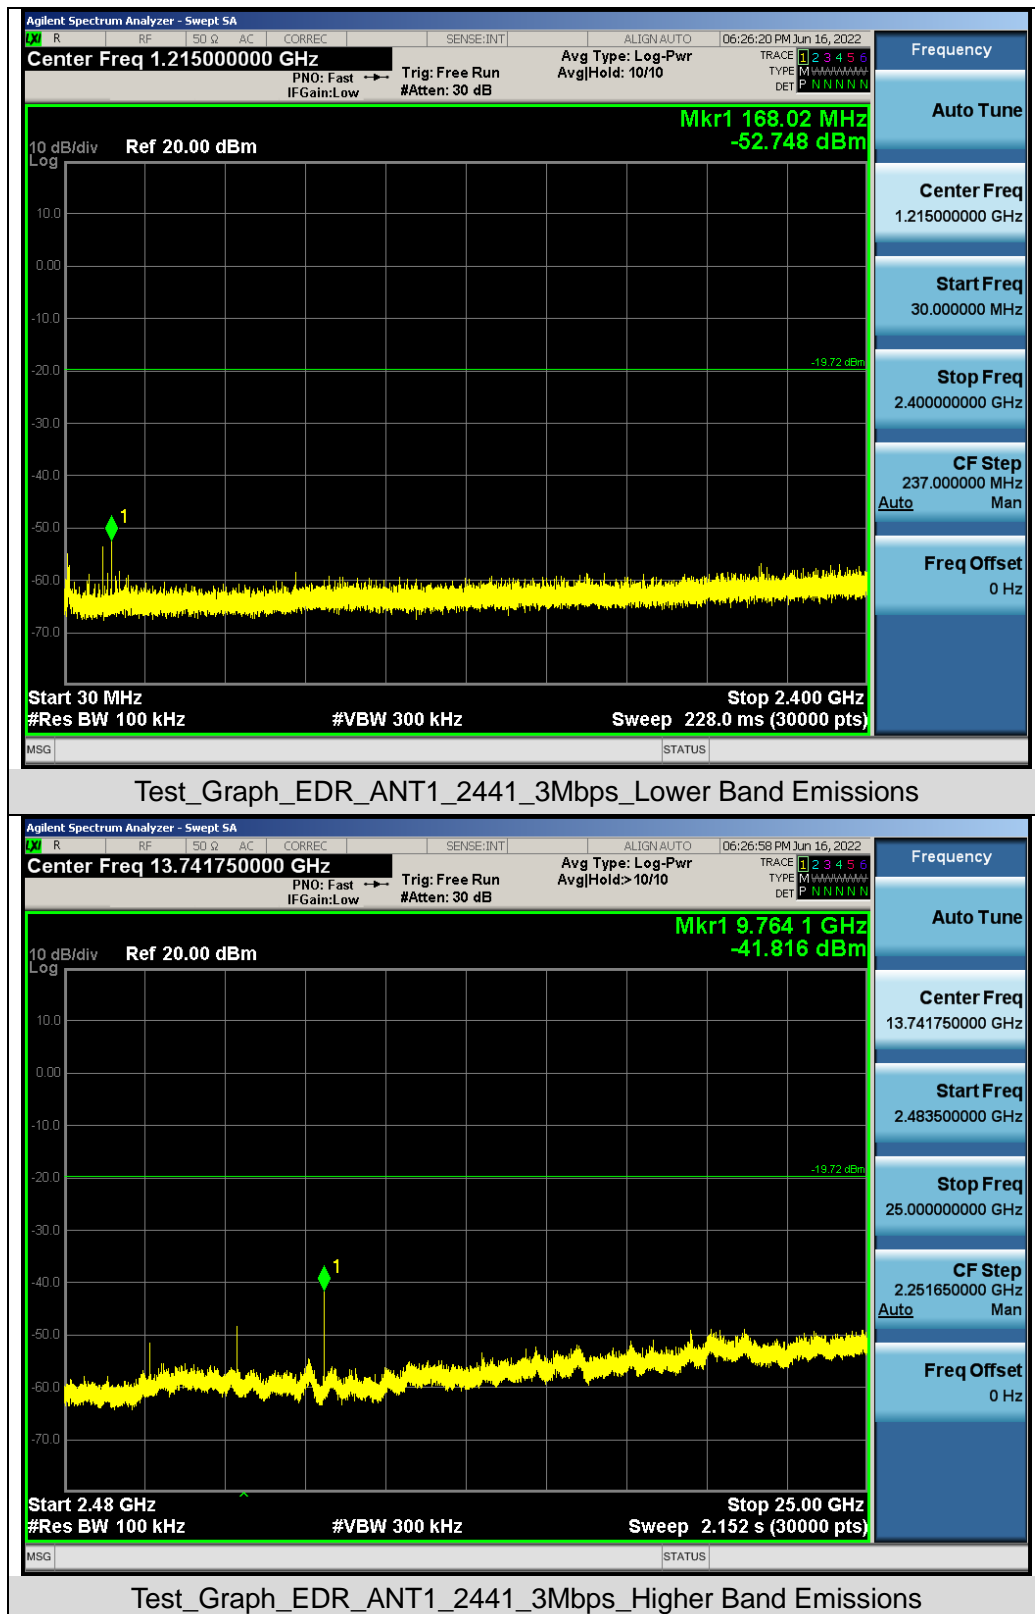 Agilent Spectrum Analyzer - Swept SA
LXI R RF 50 Ω AC CORREC SENSE:INT ALIGN AUTO 06:26:20 PM Jun 16, 2022
Center Freq 1.215000000 GHz
PNO: Fast
IFGain:Low
Trig: Free Run
#Atten: 30 dB
Avg Type: Log-Pwr
Avg|Hold: 10/10
TRACE 1 2 3 4 5 6
TYPE M
DET P N N N N N
Mkr1 168.02 MHz
-52.748 dBm
10 dB/div Ref 20.00 dBm
Log
10.0
0.00
-10.0
-19.72 dBm
-20.0
-30.0
-40.0
-50.0
1
-60.0
-70.0
Start 30 MHz Stop 2.400 GHz
#Res BW 100 kHz #VBW 300 kHz Sweep 228.0 ms (30000 pts)
MSG STATUS
Frequency
Auto Tune
Center Freq
1.215000000 GHz
Start Freq
30.000000 MHz
Stop Freq
2.400000000 GHz
CF Step
237.000000 MHz
Auto Man
Freq Offset
0 Hz
Test_Graph_EDR_ANT1_2441_3Mbps_Lower Band Emissions
Agilent Spectrum Analyzer - Swept SA
LXI R RF 50 Ω AC CORREC SENSE:INT ALIGN AUTO 06:26:58 PM Jun 16, 2022
Center Freq 13.741750000 GHz
PNO: Fast
IFGain:Low
Trig: Free Run
#Atten: 30 dB
Avg Type: Log-Pwr
Avg|Hold:> 10/10
TRACE 1 2 3 4 5 6
TYPE M
DET P N N N N N
Mkr1 9.764 1 GHz
-41.816 dBm
10 dB/div Ref 20.00 dBm
Log
10.0
0.00
-10.0
-19.72 dBm
-20.0
-30.0
1
-40.0
-50.0
-60.0
-70.0
Start 2.48 GHz Stop 25.00 GHz
#Res BW 100 kHz #VBW 300 kHz Sweep 2.152 s (30000 pts)
MSG STATUS
Frequency
Auto Tune
Center Freq
13.741750000 GHz
Start Freq
2.483500000 GHz
Stop Freq
25.000000000 GHz
CF Step
2.251650000 GHz
Auto Man
Freq Offset
0 Hz
Test_Graph_EDR_ANT1_2441_3Mbps_Higher Band Emissions